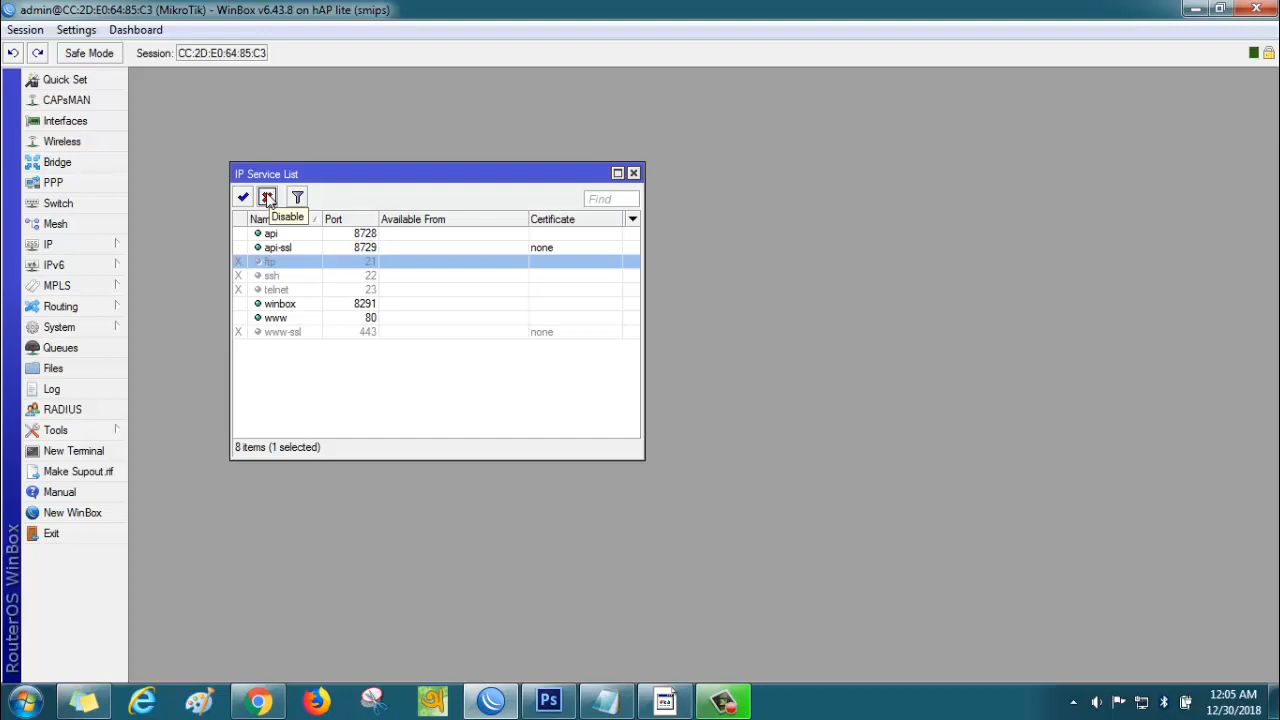 admin@CC:2D:E0:64:85:C3 (MikroTik) - WinBox v6.43.8 on hAP lite (smips)
Session Settings Dashboard
Safe Mode Session: CC:2D:E0:64:85:C3
Quick Set
CAPsMAN
Interfaces
Wireless
Bridge
PPP
Switch
Mesh
IP
IPv6
MPLS
Routing
System
Queues
Files
Log
RADIUS
Tools
New Terminal
Make Supout.rif
Manual
New WinBox
Exit
RouterOS WinBox
IP Service List
Find
Port Available From Certificate
Disable
api 8728
api-ssl 8729 none
X ftp 21
X ssh 22
X telnet 23
winbox 8291
www 80
X www-ssl 443 none
8 items (1 selected)
Ps
12:05 AM
12/30/2018